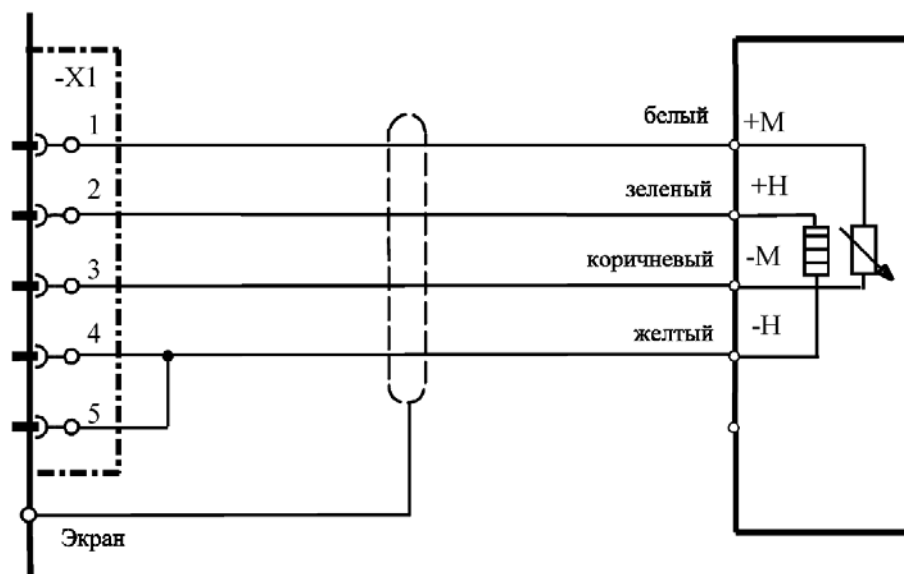 -X1
1
белый
+M
2
зеленый
+H
3
коричневый
-M
4
желтый
-H
5
Экран